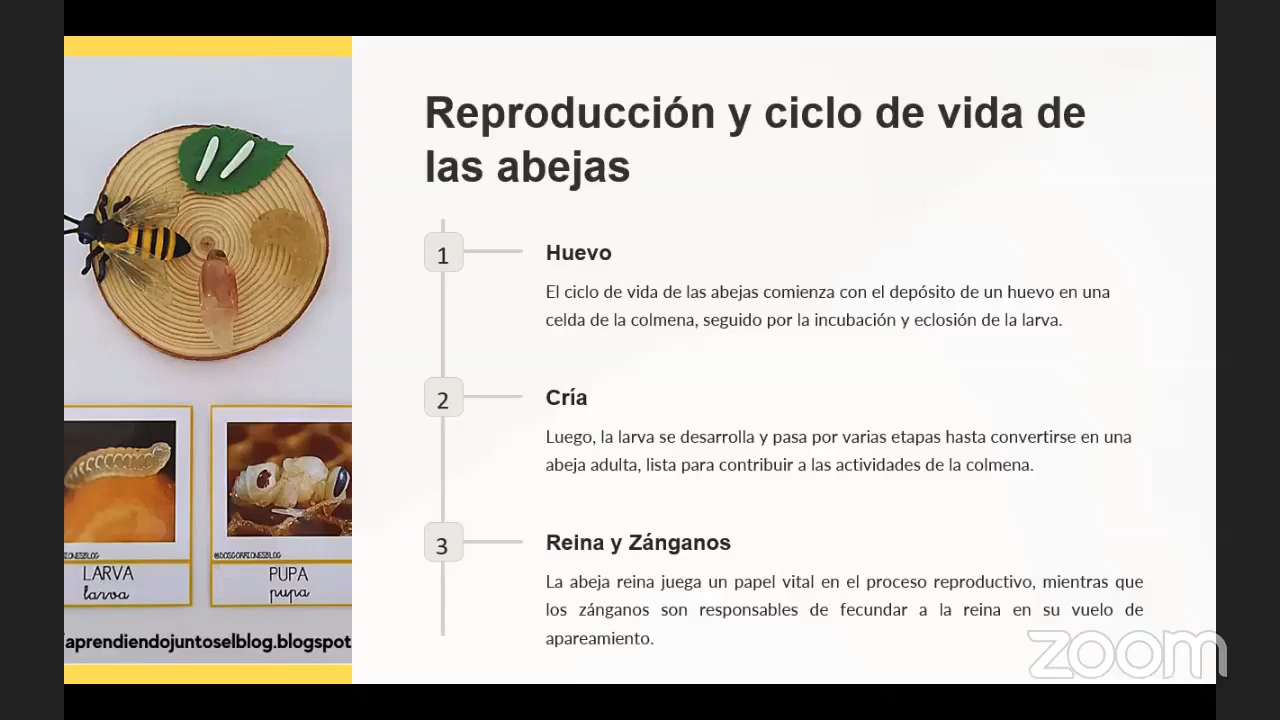 Reproducción y ciclo de vida de
las abejas
1
Huevo
El ciclo de vida de las abejas comienza con el depósito de un huevo en una
celda de la colmena, seguido por la incubación y eclosión de la larva.
2
Cría
Luego, la larva se desarrolla y pasa por varias etapas hasta convertirse en una
abeja adulta, lista para contribuir a las actividades de la colmena.
3
Reina y Zánganos
La abeja reina juega un papel vital en el proceso reproductivo, mientras que
los zánganos son responsables de fecundar a la reina en su vuelo de
apareamiento.
LARVA
larva
PUPA
pupa
aprendiendojuntoselblog.blogspot
zoom